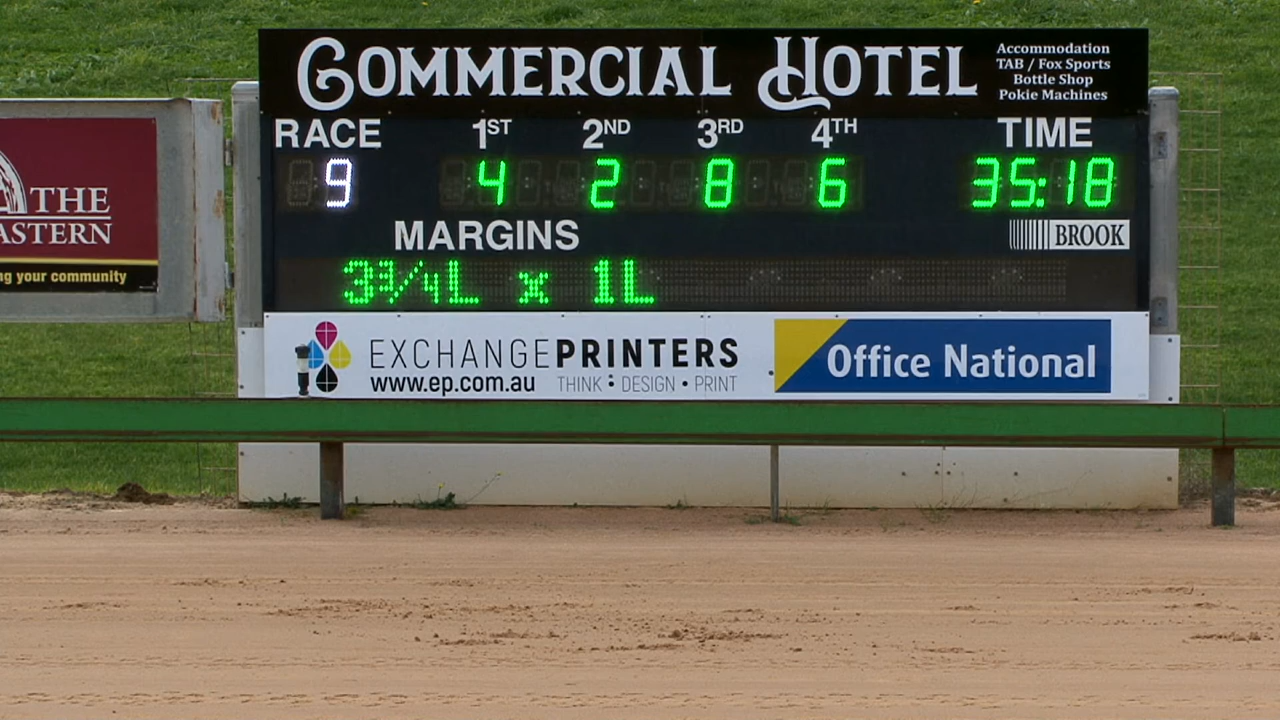 COMMERCIAL HOTEL
Accommodation
TAB / Fox Sports
Bottle Shop
Pokie Machines
RACE 1ST 2ND 3RD 4TH TIME
9 4 2 8 6 35:18
MARGINS
BROOK
3¾L x 1L
THE
ASTERN
ng your community
EXCHANGEPRINTERS
www.ep.com.au THINK : DESIGN • PRINT
Office National